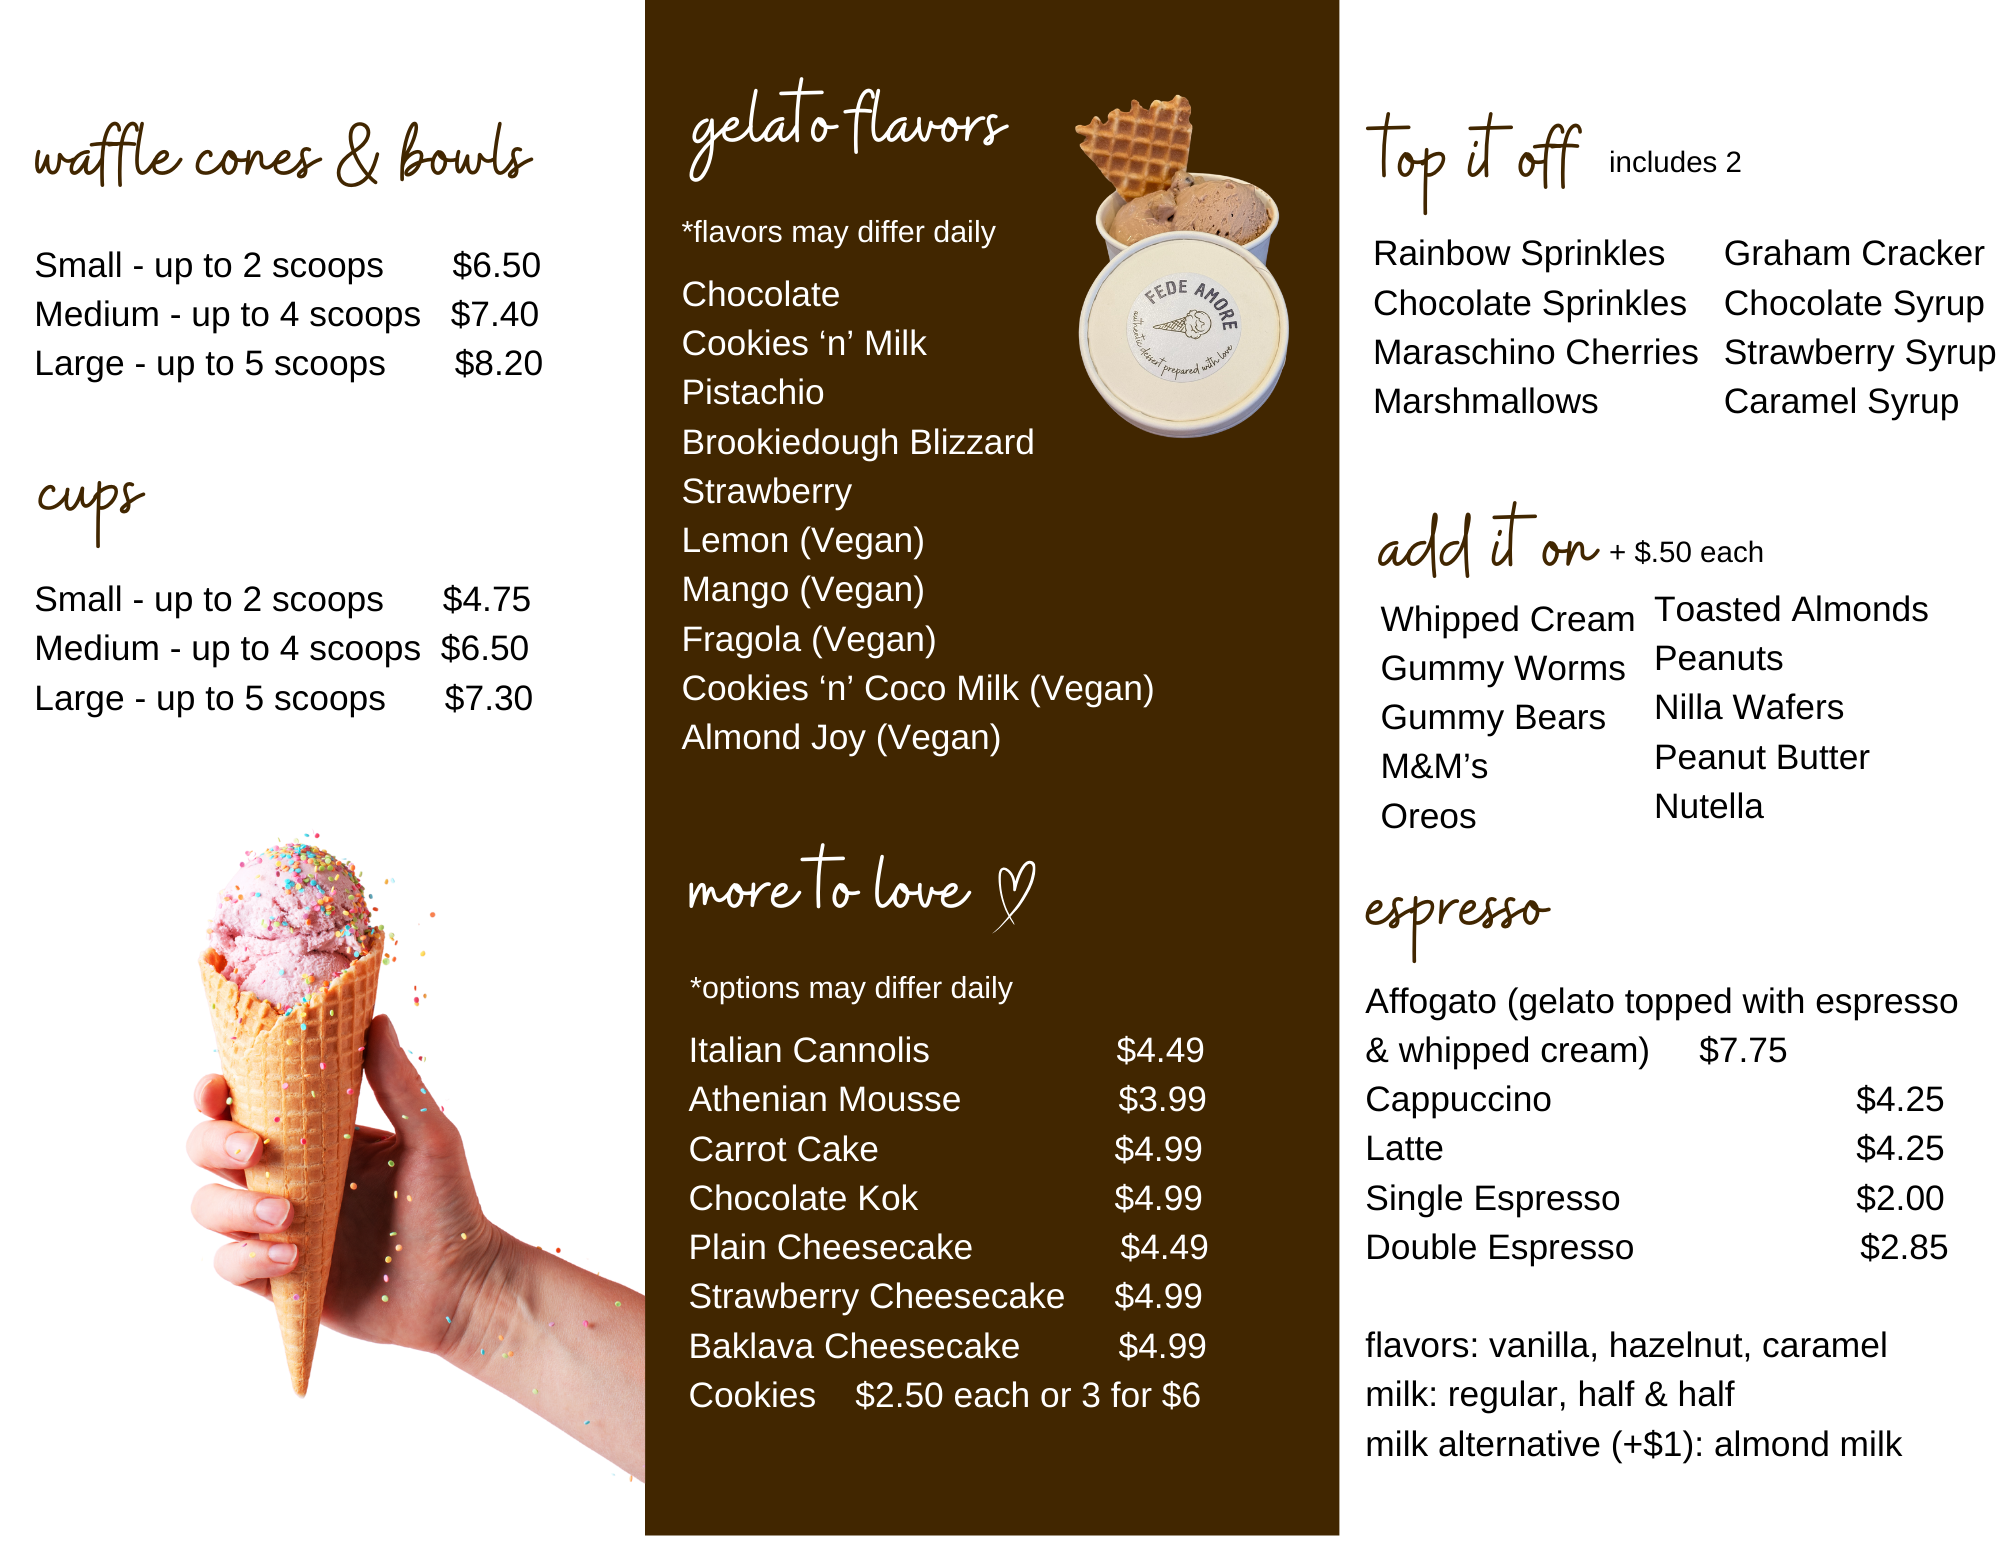 waffle cones & bowls
Small - up to 2 scoops $6.50
Medium - up to 4 scoops $7.40
Large - up to 5 scoops $8.20
cups
Small - up to 2 scoops $4.75
Medium - up to 4 scoops $6.50
Large - up to 5 scoops $7.30
gelato flavors
*flavors may differ daily
Chocolate
Cookies ‘n’ Milk
Pistachio
Brookiedough Blizzard
Strawberry
Lemon (Vegan)
Mango (Vegan)
Fragola (Vegan)
Cookies ‘n’ Coco Milk (Vegan)
Almond Joy (Vegan)
FEDE AMORE
authentic dessert prepared with love
more to love
*options may differ daily
Italian Cannolis $4.49
Athenian Mousse $3.99
Carrot Cake $4.99
Chocolate Kok $4.99
Plain Cheesecake $4.49
Strawberry Cheesecake $4.99
Baklava Cheesecake $4.99
Cookies $2.50 each or 3 for $6
top it off includes 2
Rainbow Sprinkles
Chocolate Sprinkles
Maraschino Cherries
Marshmallows
Graham Cracker
Chocolate Syrup
Strawberry Syrup
Caramel Syrup
add it on + $.50 each
Whipped Cream
Gummy Worms
Gummy Bears
M&M’s
Oreos
Toasted Almonds
Peanuts
Nilla Wafers
Peanut Butter
Nutella
espresso
Affogato (gelato topped with espresso
& whipped cream) $7.75
Cappuccino $4.25
Latte $4.25
Single Espresso $2.00
Double Espresso $2.85
flavors: vanilla, hazelnut, caramel
milk: regular, half & half
milk alternative (+$1): almond milk